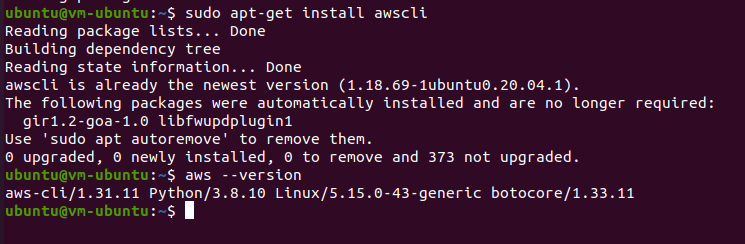 ubuntu@vm-ubuntu:~$ sudo apt-get install awscli
Reading package lists... Done
Building dependency tree
Reading state information... Done
awscli is already the newest version (1.18.69-1ubuntu0.20.04.1).
The following packages were automatically installed and are no longer required:
  gir1.2-goa-1.0 libfwupdplugin1
Use 'sudo apt autoremove' to remove them.
0 upgraded, 0 newly installed, 0 to remove and 373 not upgraded.
ubuntu@vm-ubuntu:~$ aws --version
aws-cli/1.31.11 Python/3.8.10 Linux/5.15.0-43-generic botocore/1.33.11
ubuntu@vm-ubuntu:~$